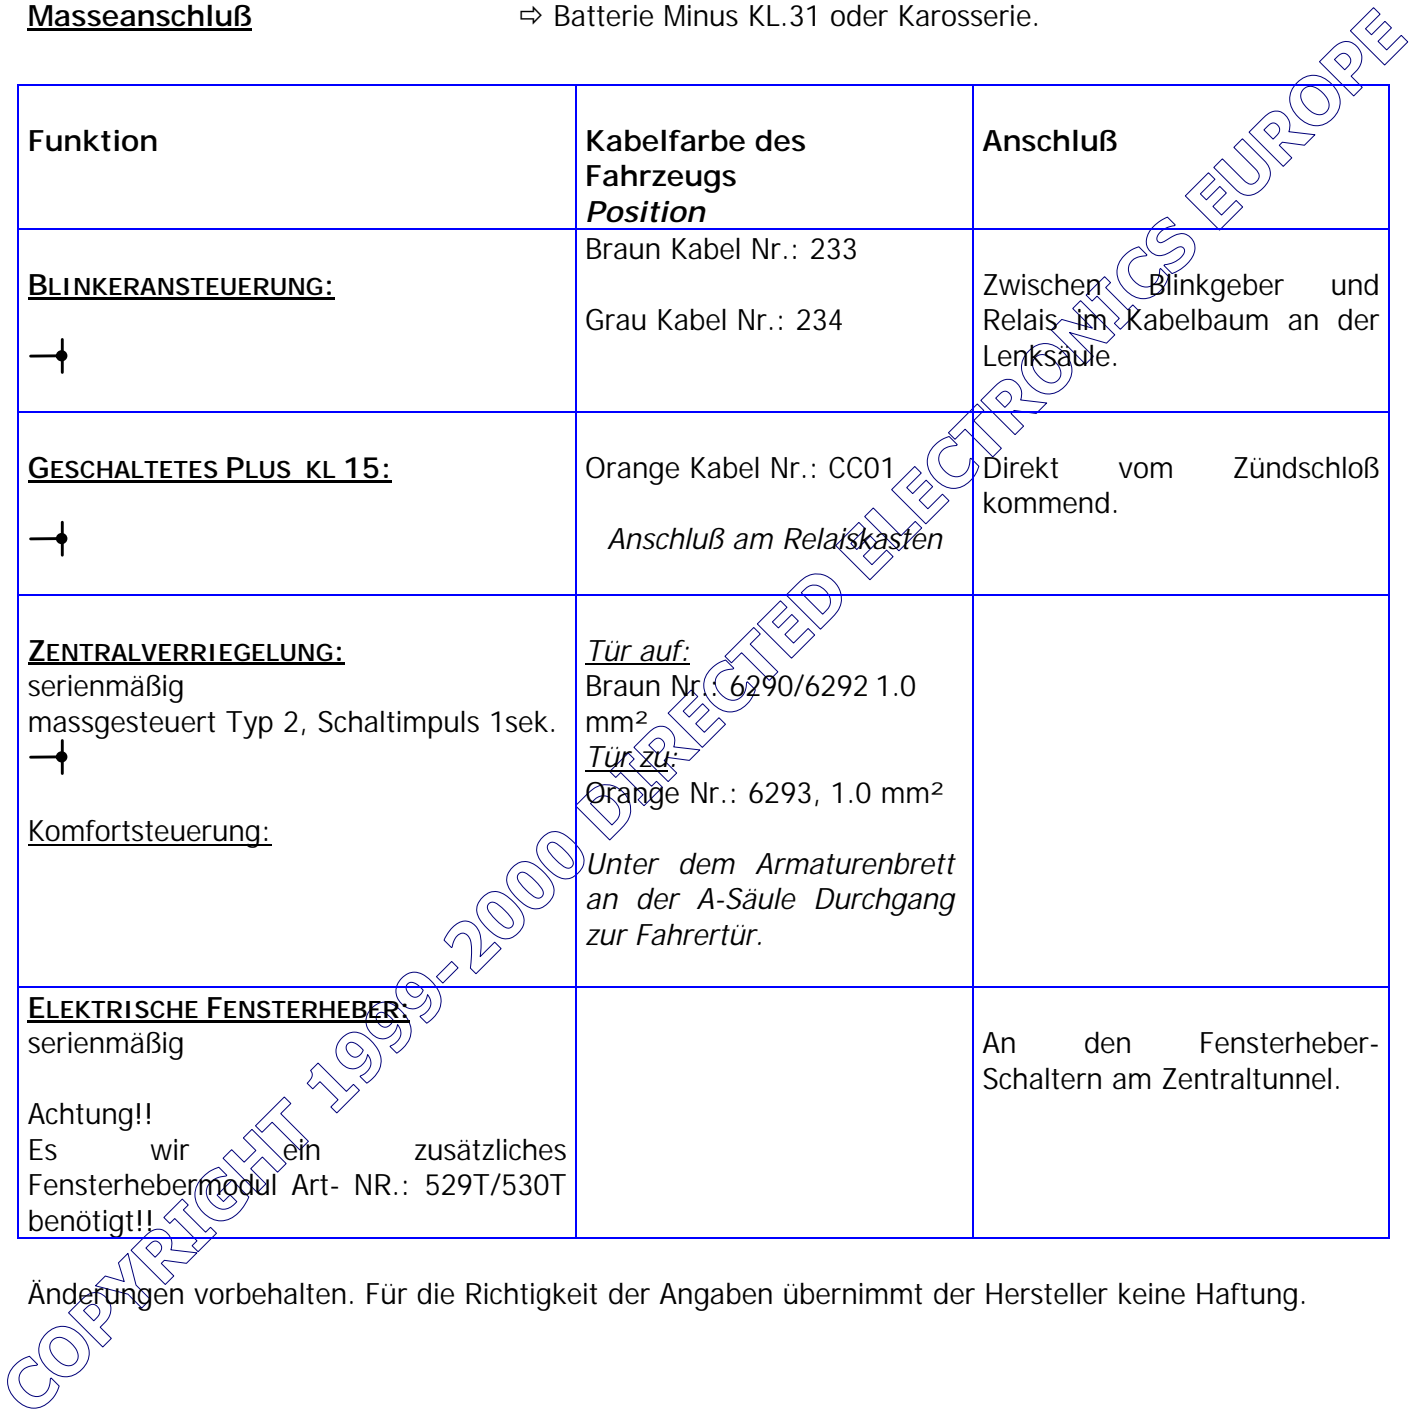 Masseanschluß ⇨ Batterie Minus KL.31 oder Karosserie.
Funktion
Kabelfarbe des
Fahrzeugs
Position
Anschluß
BLINKERANSTEUERUNG:
Braun Kabel Nr.: 233
Grau Kabel Nr.: 234
Zwischen Blinkgeber und
Relais im Kabelbaum an der
Lenksäule.
GESCHALTETES PLUS KL 15:
Orange Kabel Nr.: CC01
Anschluß am Relaiskasten
Direkt vom Zündschloß
kommend.
ZENTRALVERRIEGELUNG:
serienmäßig
massgesteuert Typ 2, Schaltimpuls 1sek.
Komfortsteuerung:
Tür auf:
Braun Nr.: 6290/6292 1.0
mm²
Tür zu:
Orange Nr.: 6293, 1.0 mm²
Unter dem Armaturenbrett
an der A-Säule Durchgang
zur Fahrertür.
ELEKTRISCHE FENSTERHEBER:
serienmäßig
Achtung!!
Es wir ein zusätzliches
Fensterhebermodul Art- NR.: 529T/530T
benötigt!!
An den Fensterheber-
Schaltern am Zentraltunnel.
Änderungen vorbehalten. Für die Richtigkeit der Angaben übernimmt der Hersteller keine Haftung.
COPYRIGHT 1999-2000 DIRECTED ELECTRONICS EUROPE